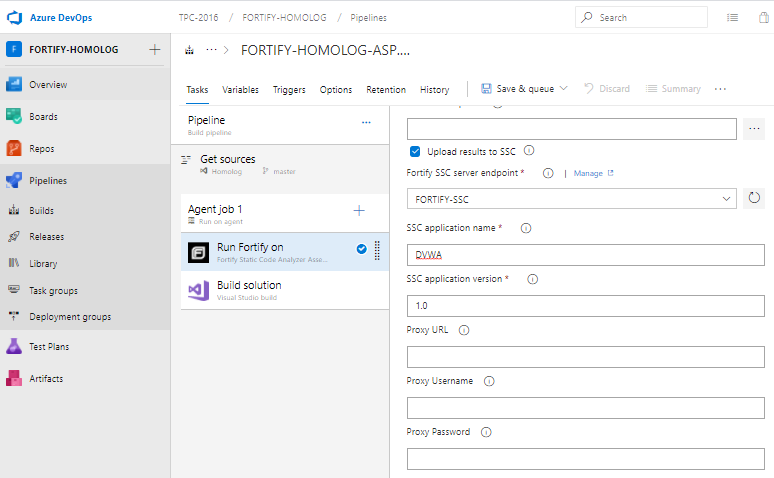 Azure DevOps
TPC-2016 / FORTIFY-HOMOLOG / Pipelines
Search
F FORTIFY-HOMOLOG
FORTIFY-HOMOLOG-ASP....
Overview
Boards
Repos
Pipelines
Builds
Releases
Library
Task groups
Deployment groups
Test Plans
Artifacts
Tasks Variables Triggers Options Retention History
Save & queue Discard Summary
Pipeline
Build pipeline
Get sources
Homolog master
Agent job 1
Run on agent
Run Fortify on
Fortify Static Code Analyzer Asse...
Build solution
Visual Studio build
Upload results to SSC
Fortify SSC server endpoint * | Manage
FORTIFY-SSC
SSC application name *
DVWA
SSC application version *
1.0
Proxy URL
Proxy Username
Proxy Password